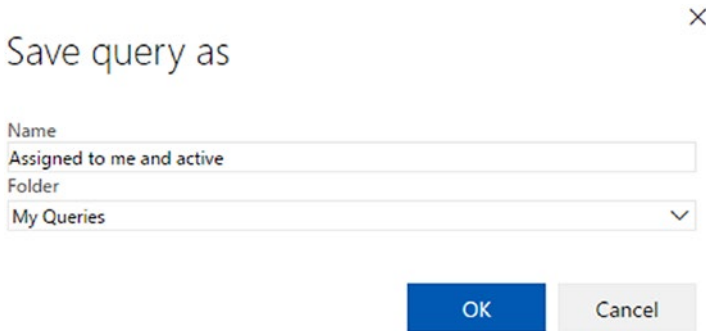 Save query as
Name
Assigned to me and active
Folder
My Queries
OK Cancel